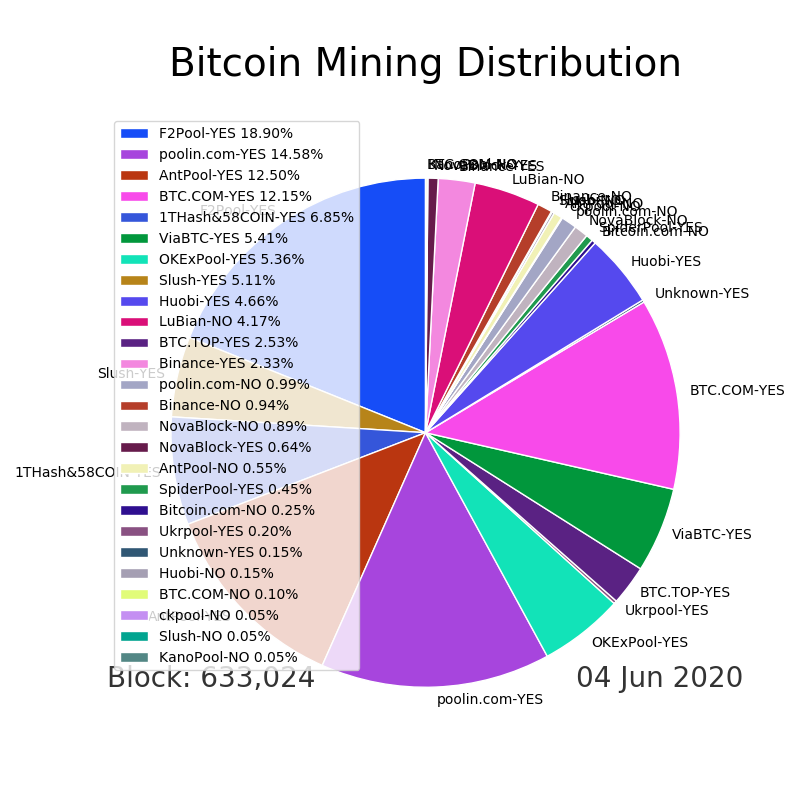 Bitcoin Mining Distribution
F2Pool-YES 18.90%
poolin.com-YES 14.58%
AntPool-YES 12.50%
BTC.COM-YES 12.15%
1THash&58COIN-YES 6.85%
ViaBTC-YES 5.41%
OKExPool-YES 5.36%
Slush-YES 5.11%
Huobi-YES 4.66%
LuBian-NO 4.17%
BTC.TOP-YES 2.53%
Binance-YES 2.33%
poolin.com-NO 0.99%
Binance-NO 0.94%
NovaBlock-NO 0.89%
NovaBlock-YES 0.64%
AntPool-NO 0.55%
SpiderPool-YES 0.45%
Bitcoin.com-NO 0.25%
Ukrpool-YES 0.20%
Unknown-YES 0.15%
Huobi-NO 0.15%
BTC.COM-NO 0.10%
ckpool-NO 0.05%
Slush-NO 0.05%
KanoPool-NO 0.05%
F2Pool-YES
Slush-YES
1THash&58COIN-YES
Binance-YES
LuBian-NO
Binance-NO
poolin.com-NO
NovaBlock-NO
SpiderPool-YES
Bitcoin.com-NO
Huobi-YES
Unknown-YES
BTC.COM-YES
ViaBTC-YES
BTC.TOP-YES
Ukrpool-YES
OKExPool-YES
poolin.com-YES
Block: 633,024
04 Jun 2020